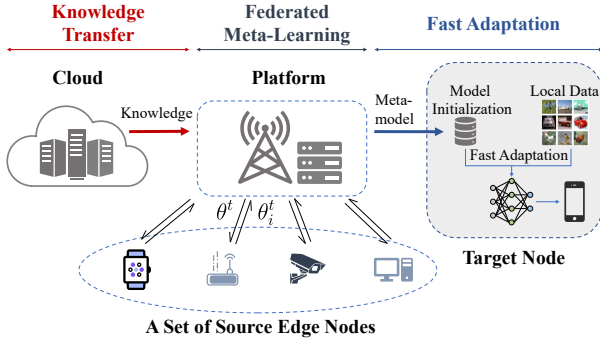 Knowledge
Transfer
Federated
Meta-Learning
Fast Adaptation
Cloud
Platform
Knowledge
Meta-
model
Model
Initialization
Local Data
Fast Adaptation
Target Node
θ^t
θ_i^t
A Set of Source Edge Nodes